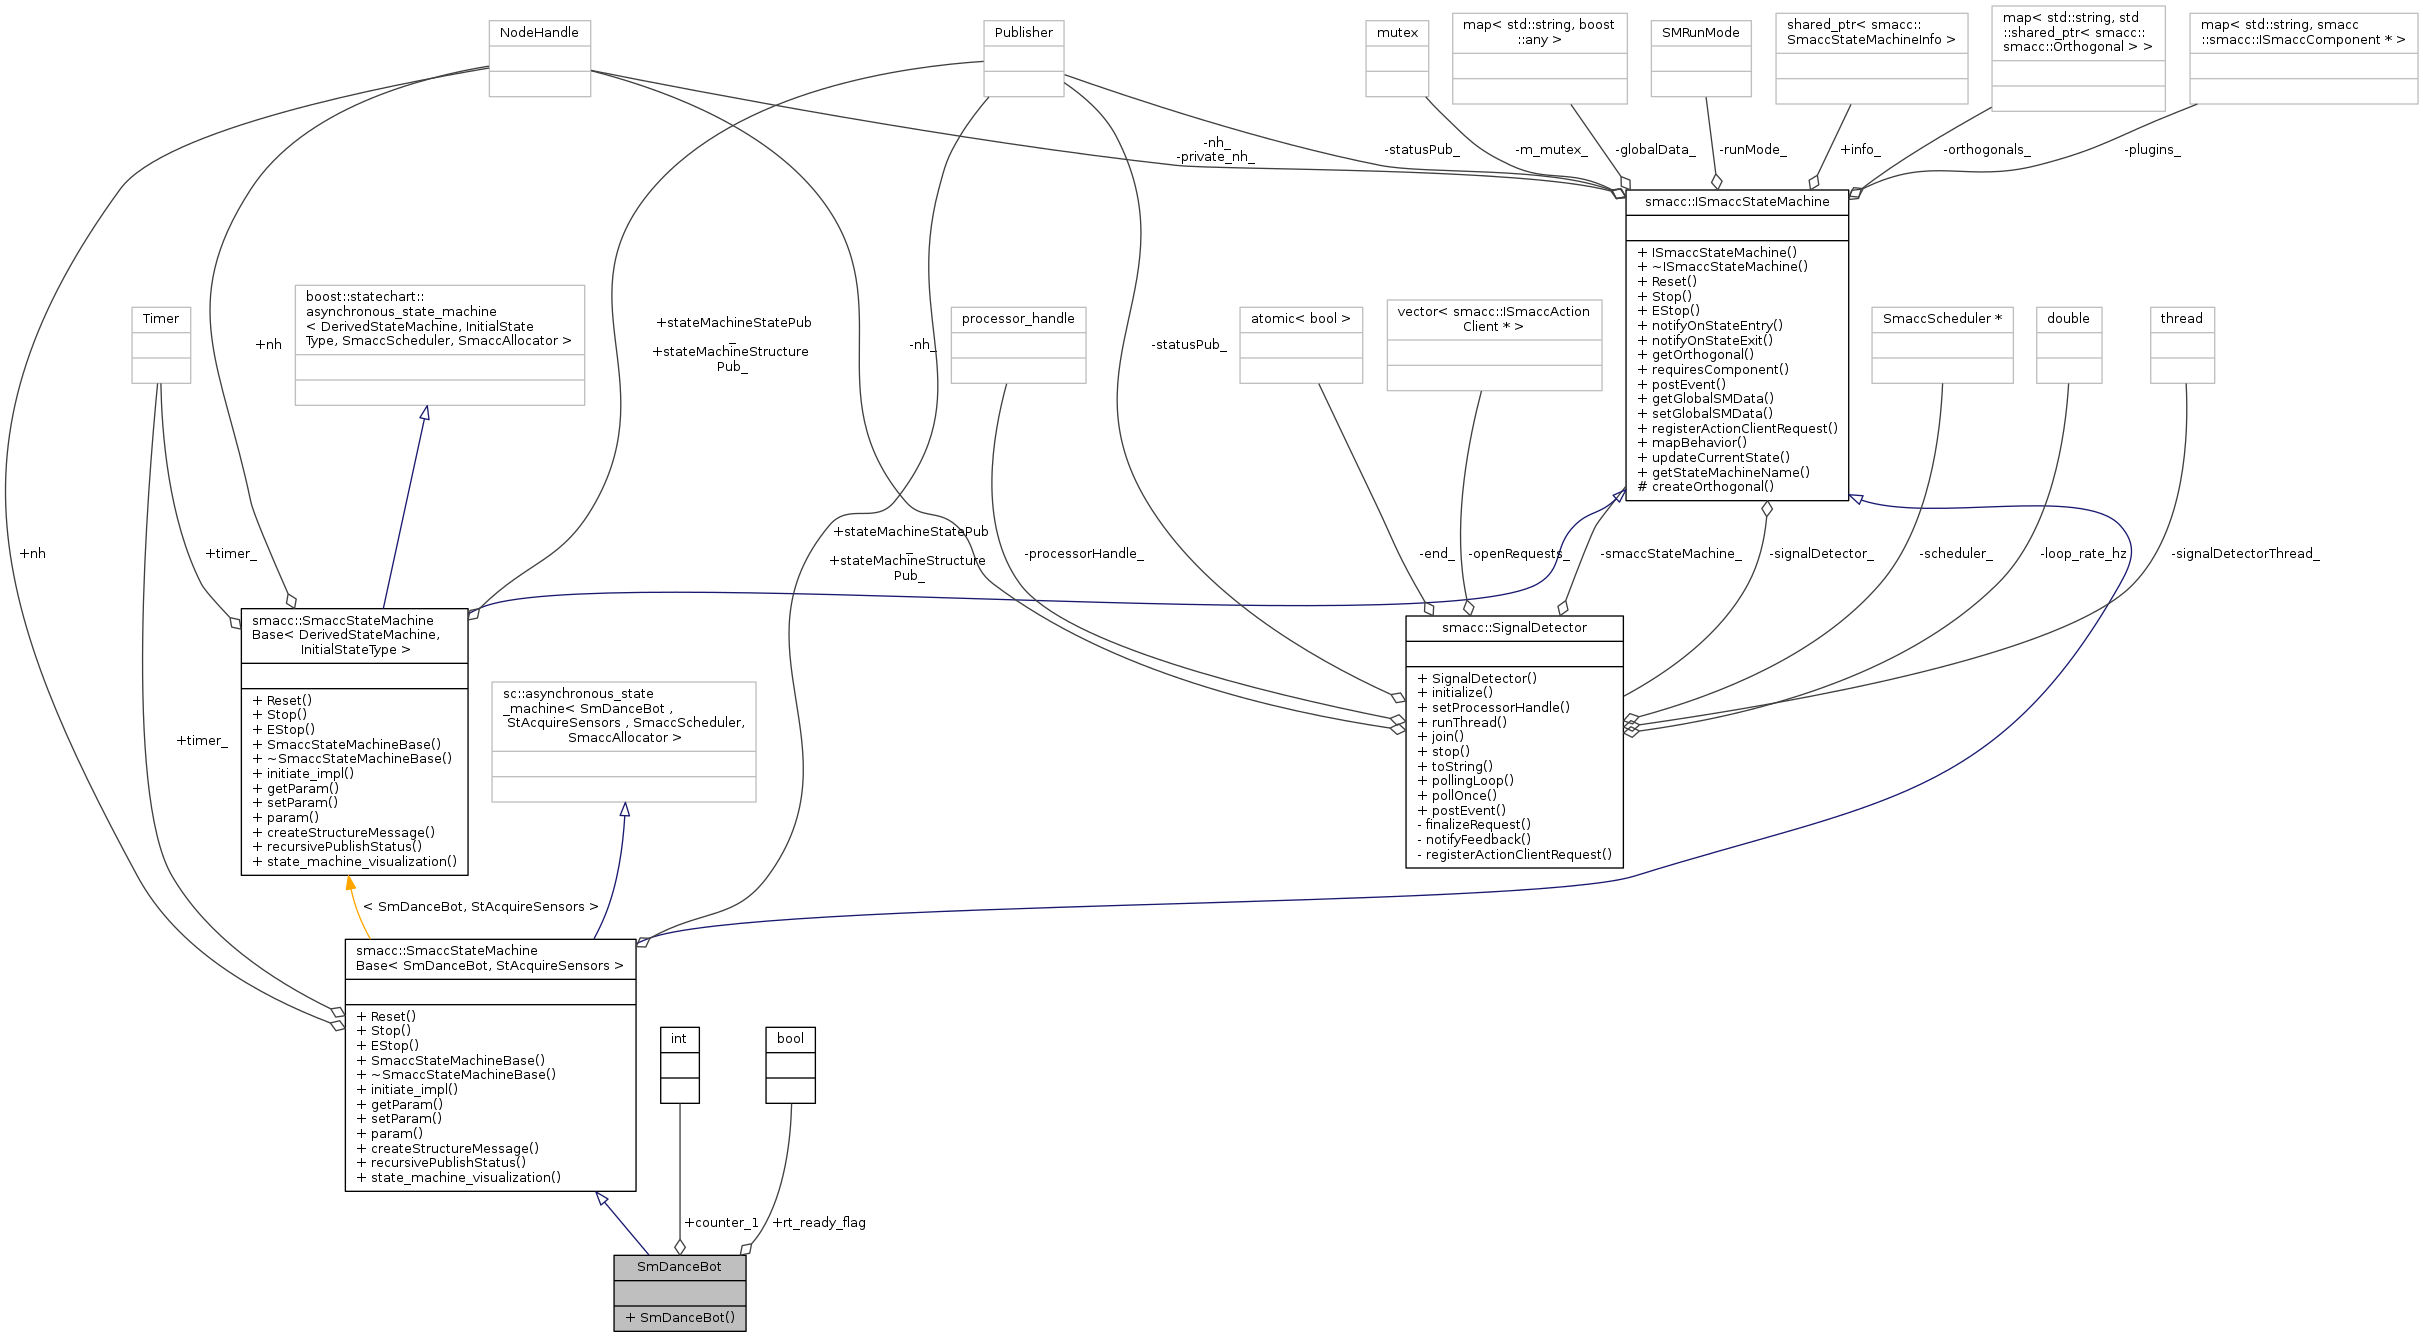 NodeHandle
Publisher
mutex
map< std::string, boost
::any >
SMRunMode
shared_ptr< smacc::
SmaccStateMachineInfo >
map< std::string, std
::shared_ptr< smacc::
smacc::Orthogonal > >
map< std::string, smacc
::smacc::ISmaccComponent * >
-nh_
-private_nh_
-statusPub_
-m_mutex_
-globalData_
-runMode_
+info_
-orthogonals_
-plugins_
smacc::ISmaccStateMachine
+ ISmaccStateMachine()
+ ~ISmaccStateMachine()
+ Reset()
+ Stop()
+ EStop()
+ notifyOnStateEntry()
+ notifyOnStateExit()
+ getOrthogonal()
+ requiresComponent()
+ postEvent()
+ getGlobalSMData()
+ setGlobalSMData()
+ registerActionClientRequest()
+ mapBehavior()
+ updateCurrentState()
+ getStateMachineName()
# createOrthogonal()
Timer
boost::statechart::
asynchronous_state_machine
< DerivedStateMachine, InitialState
Type, SmaccScheduler, SmaccAllocator >
processor_handle
atomic< bool >
vector< smacc::ISmaccAction
Client * >
SmaccScheduler *
double
thread
+nh
+stateMachineStatePub
_
+stateMachineStructure
Pub_
-nh_
-statusPub_
+nh
+timer_
+stateMachineStatePub
_
+stateMachineStructure
Pub_
-processorHandle_
-end_
-openRequests_
-smaccStateMachine_
-signalDetector_
-scheduler_
-loop_rate_hz
-signalDetectorThread_
smacc::SmaccStateMachine
Base< DerivedStateMachine,
InitialStateType >
+ Reset()
+ Stop()
+ EStop()
+ SmaccStateMachineBase()
+ ~SmaccStateMachineBase()
+ initiate_impl()
+ getParam()
+ setParam()
+ param()
+ createStructureMessage()
+ recursivePublishStatus()
+ state_machine_visualization()
smacc::SignalDetector
+ SignalDetector()
+ initialize()
+ setProcessorHandle()
+ runThread()
+ join()
+ stop()
+ toString()
+ pollingLoop()
+ pollOnce()
+ postEvent()
- finalizeRequest()
- notifyFeedback()
- registerActionClientRequest()
sc::asynchronous_state
_machine< SmDanceBot ,
StAcquireSensors , SmaccScheduler,
SmaccAllocator >
+timer_
< SmDanceBot, StAcquireSensors >
smacc::SmaccStateMachine
Base< SmDanceBot, StAcquireSensors >
+ Reset()
+ Stop()
+ EStop()
+ SmaccStateMachineBase()
+ ~SmaccStateMachineBase()
+ initiate_impl()
+ getParam()
+ setParam()
+ param()
+ createStructureMessage()
+ recursivePublishStatus()
+ state_machine_visualization()
int
bool
+counter_1
+rt_ready_flag
SmDanceBot
+ SmDanceBot()